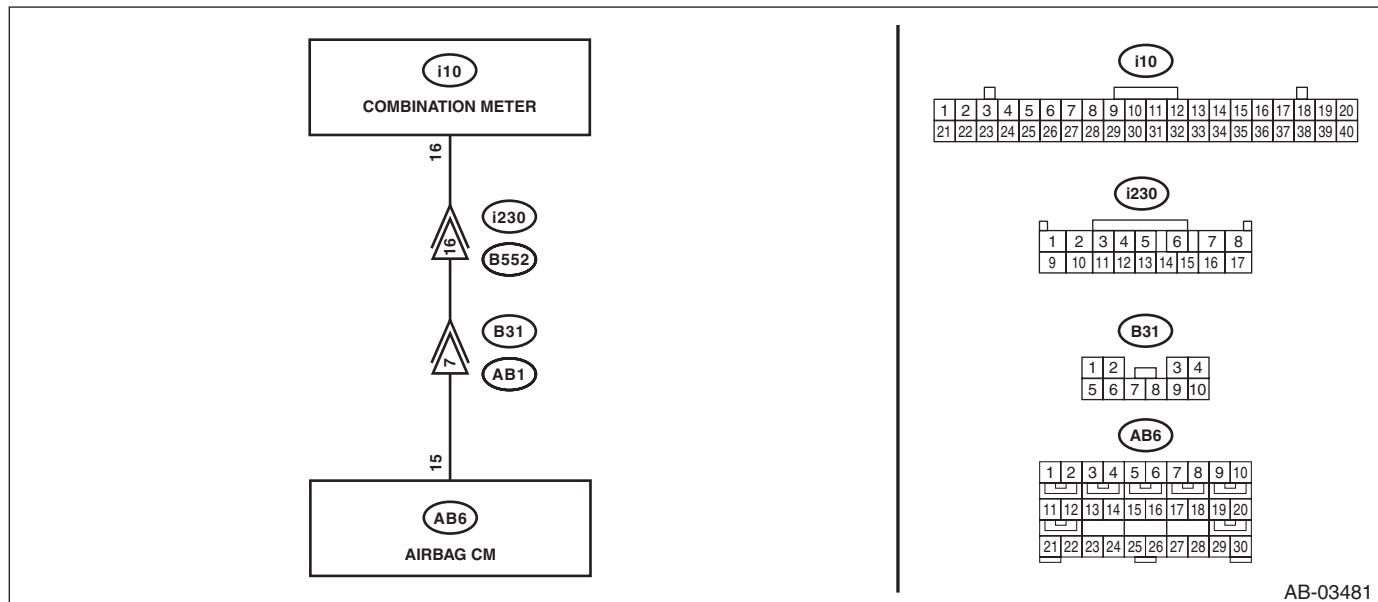 i10
COMBINATION METER
16
i230
16
B552
B31
7
AB1
15
AB6
AIRBAG CM
i10
1 2 3 4 5 6 7 8 9 10 11 12 13 14 15 16 17 18 19 20
21 22 23 24 25 26 27 28 29 30 31 32 33 34 35 36 37 38 39 40
i230
1 2 3 4 5 6 7 8
9 10 11 12 13 14 15 16 17
B31
1 2 3 4
5 6 7 8 9 10
AB6
1 2 3 4 5 6 7 8 9 10
11 12 13 14 15 16 17 18 19 20
21 22 23 24 25 26 27 28 29 30
AB-03481